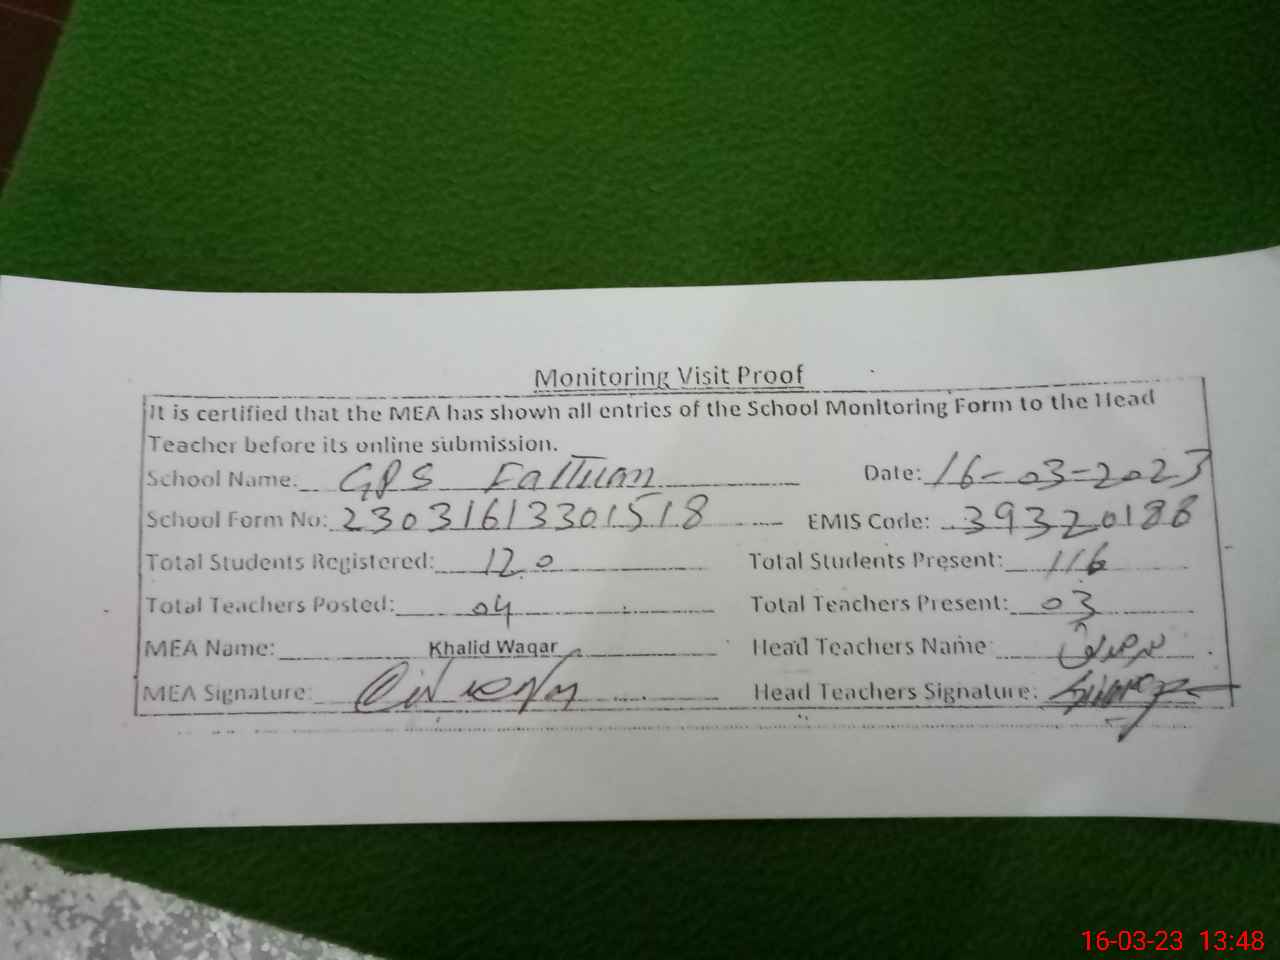 Monitoring Visit Proof
It is certified that the MEA has shown all entries of the School Monitoring Form to the Head
Teacher before its online submission.
School Name: GPS Date: 16-03-2023
School Form No: 23031613301518 EMIS Code: 39320188
Total Students Registered: 120 Total Students Present: 116
Total Teachers Posted: 04 Total Teachers Present: 03
MEA Name: Khalid Waqar Head Teachers Name
MEA Signature: Head Teachers Signature:
16-03-23 13:48